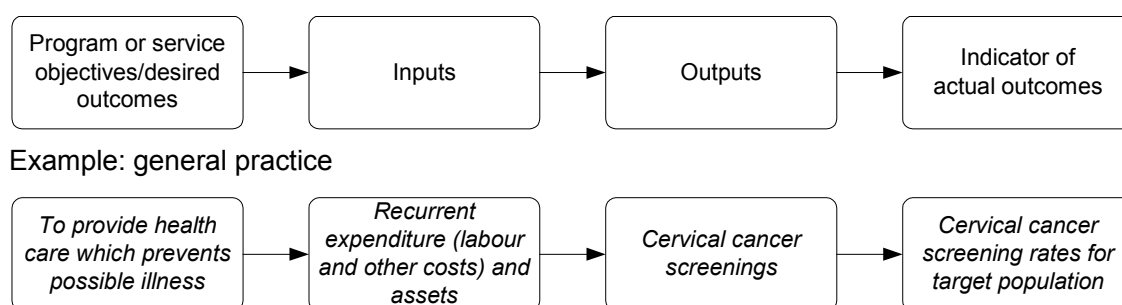 Program or service
objectives/desired
outcomes
Inputs
Outputs
Indicator of
actual outcomes
Example: general practice
To provide health
care which prevents
possible illness
Recurrent
expenditure (labour
and other costs) and
assets
Cervical cancer
screenings
Cervical cancer
screening rates for
target population